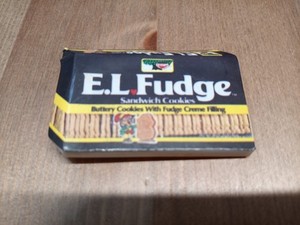 E.L. Fudge
Sandwich Cookies
Buttery Cookies With Fudge Creme Filling